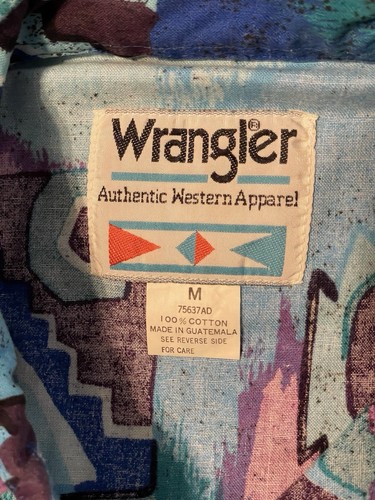 Wrangler®
Authentic Western Apparel
M
75637AD
100% COTTON
MADE IN GUATEMALA
SEE REVERSE SIDE
FOR CARE